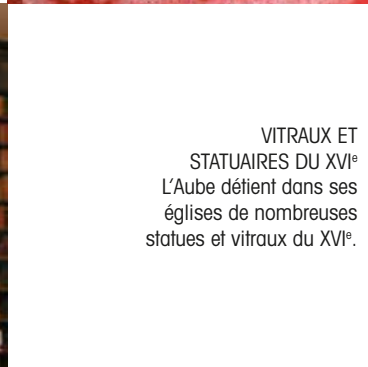 VITRAUX ET
STATUAIRES DU XVIe
L’Aube détient dans ses
églises de nombreuses
statues et vitraux du XVIe.